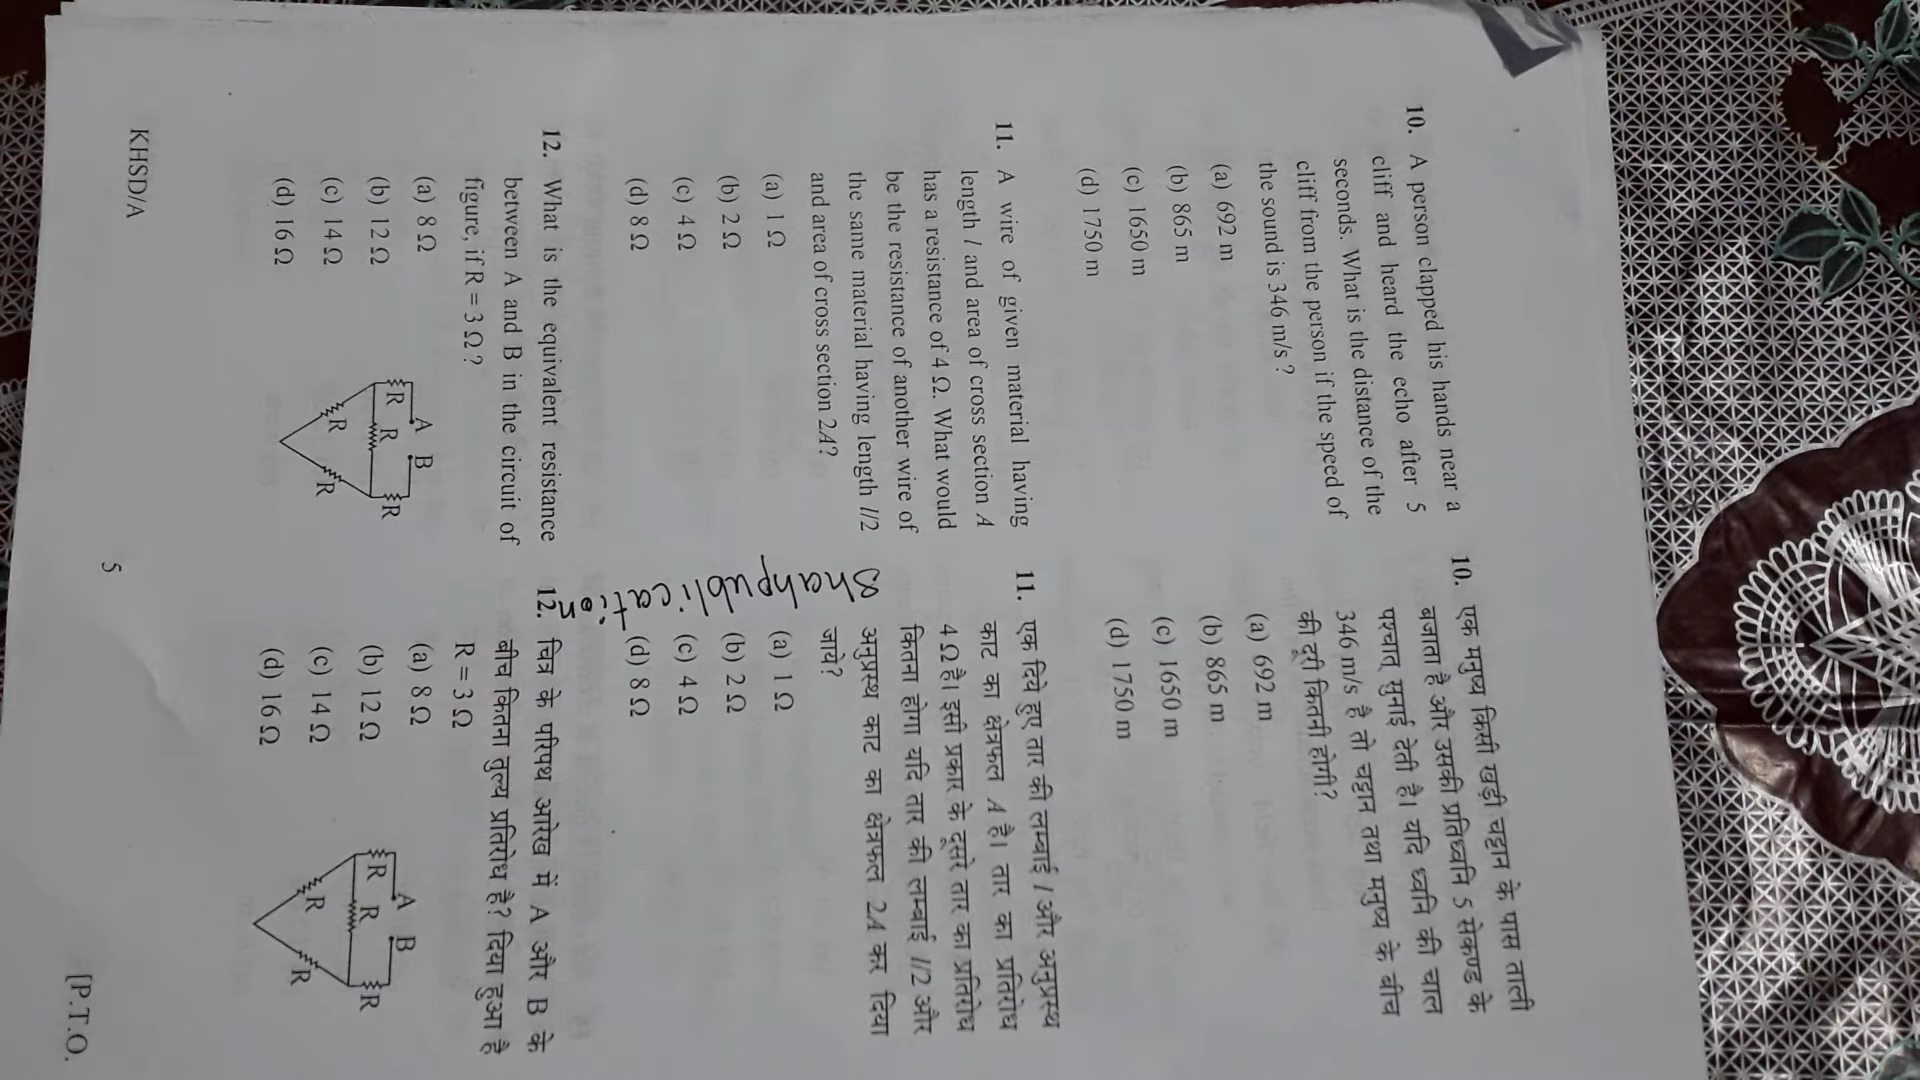 10. A person clapped his hands near a
cliff and heard the echo after 5
seconds. What is the distance of the
cliff from the person if the speed of
the sound is 346 m/s?
(a) 692 m
(b) 865 m
(c) 1650 m
(d) 1750 m
11. A wire of given material having
length l and area of cross section A
has a resistance of 4 Ω. What would
be the resistance of another wire of
the same material having length l/2
and area of cross section 2A?
(a) 1 Ω
(b) 2 Ω
(c) 4 Ω
(d) 8 Ω
12. What is the equivalent resistance
between A and B in the circuit of
figure, if R = 3 Ω?
(a) 8 Ω
(b) 12 Ω
(c) 14 Ω
(d) 16 Ω
A B
R R R
R R
10. एक मनुष्य किसी खड़ी चट्टान के पास ताली
बजाता है और उसकी प्रतिध्वनि 5 सेकण्ड के
पश्चात् सुनाई देती है। यदि ध्वनि की चाल
346 m/s है तो चट्टान तथा मनुष्य के बीच
की दूरी कितनी होगी?
(a) 692 m
(b) 865 m
(c) 1650 m
(d) 1750 m
11. एक दिये हुए तार की लम्बाई l और अनुप्रस्थ
काट का क्षेत्रफल A है। तार का प्रतिरोध
4 Ω है। इसी प्रकार के दूसरे तार का प्रतिरोध
कितना होगा यदि तार की लम्बाई l/2 और
अनुप्रस्थ काट का क्षेत्रफल 2A कर दिया
जाये?
(a) 1 Ω
(b) 2 Ω
(c) 4 Ω
(d) 8 Ω
12. चित्र के परिपथ आरेख में A और B के
बीच कितना तुल्य प्रतिरोध है? दिया हुआ है
R = 3 Ω
(a) 8 Ω
(b) 12 Ω
(c) 14 Ω
(d) 16 Ω
A B
R R R
R R
Shahpublication
KHSD/A
5
[P.T.O.